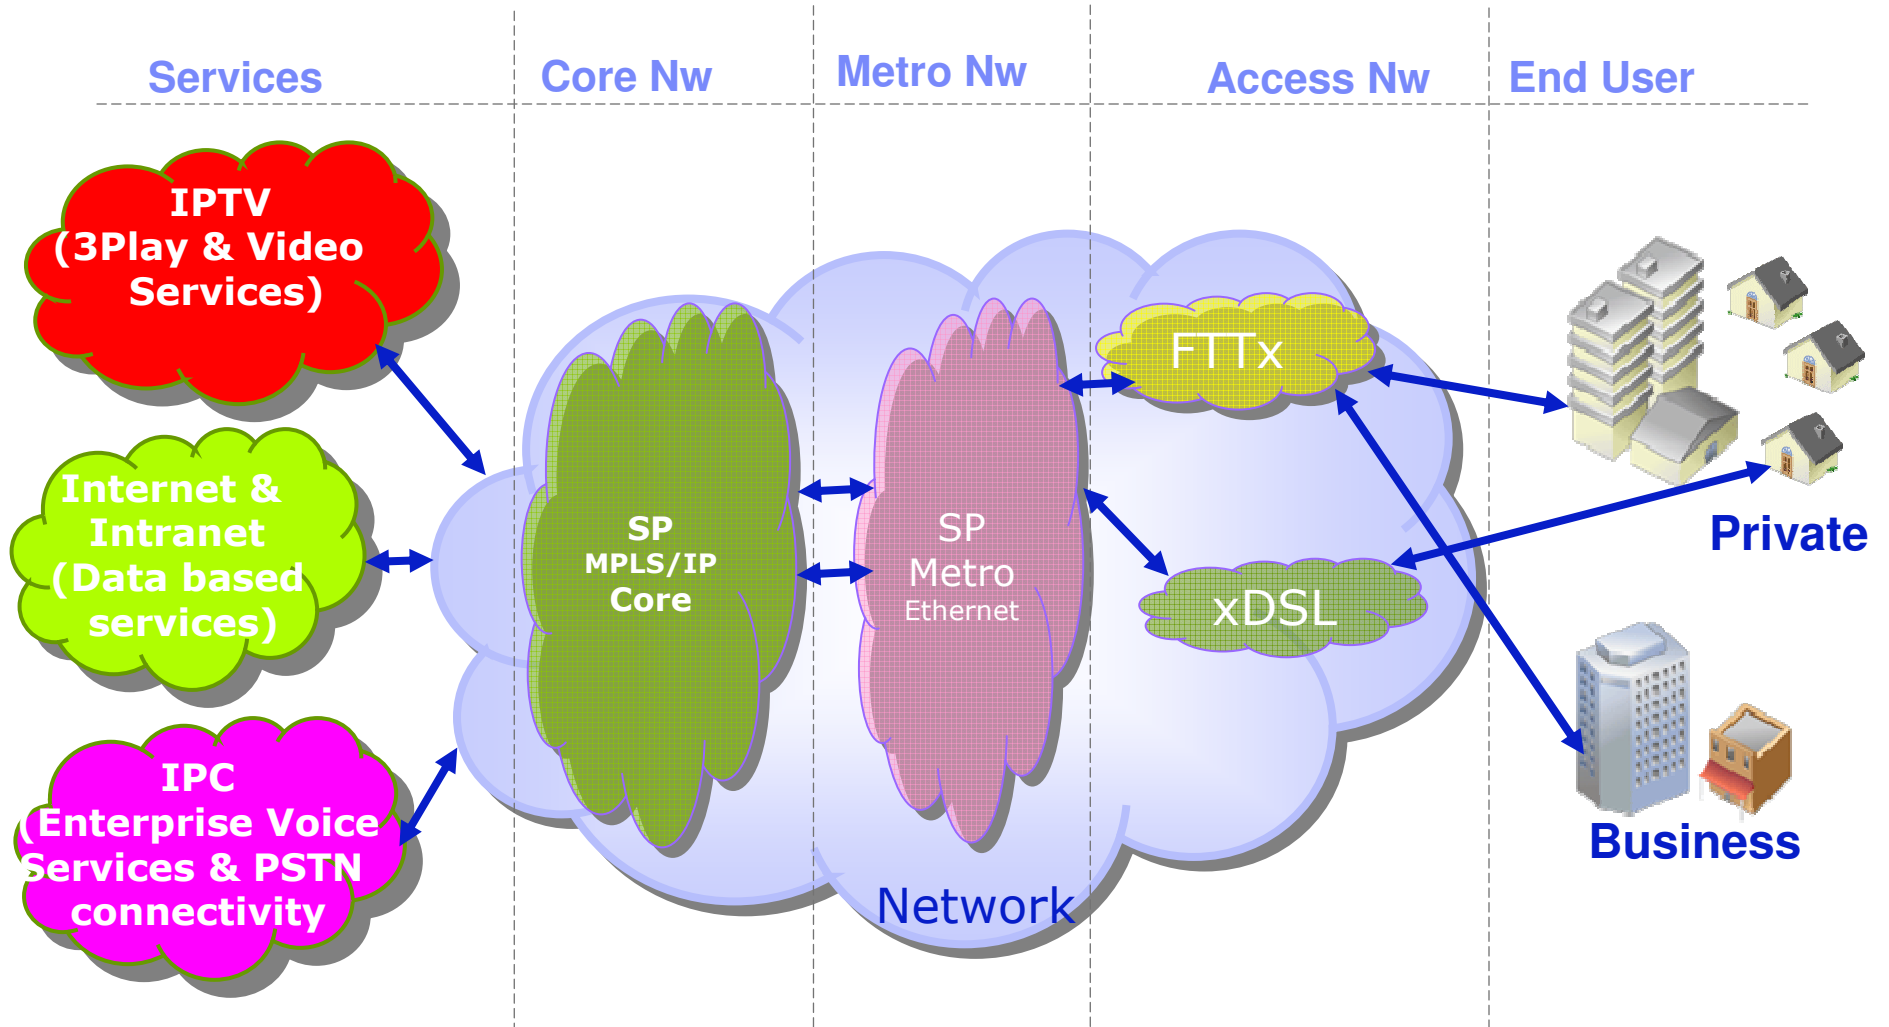 Services
Core Nw
Metro Nw
Access Nw
End User
IPTV
(3Play & Video
Services)
Internet &
Intranet
(Data based
services)
IPC
(Enterprise Voice
Services & PSTN
connectivity
SP
MPLS/IP
Core
SP
Metro
Ethernet
FTTx
xDSL
Network
Private
Business